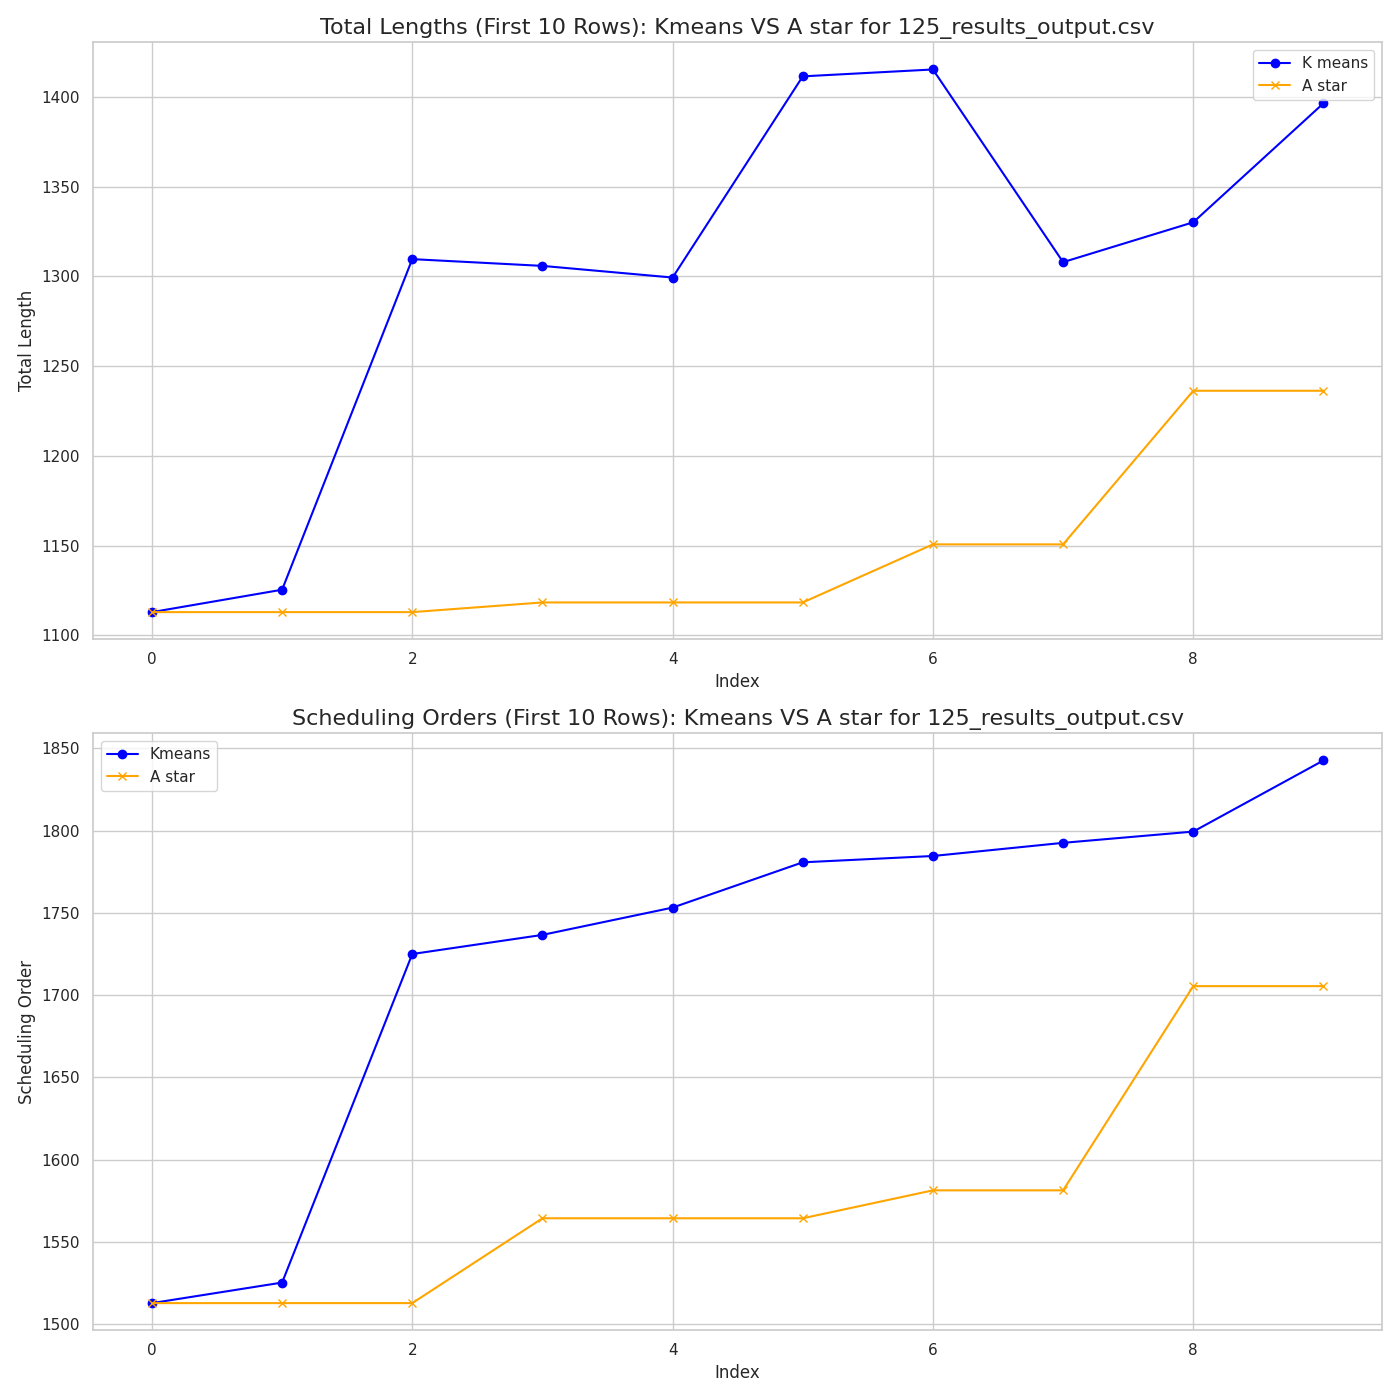 Total Lengths (First 10 Rows): Kmeans VS A star for 125_results_output.csv
K means
A star
1400
1350
1300
1250
1200
1150
1100
Total Length
0 2 4 6 8
Index
Scheduling Orders (First 10 Rows): Kmeans VS A star for 125_results_output.csv
Kmeans
A star
1850
1800
1750
1700
1650
1600
1550
1500
Scheduling Order
0 2 4 6 8
Index